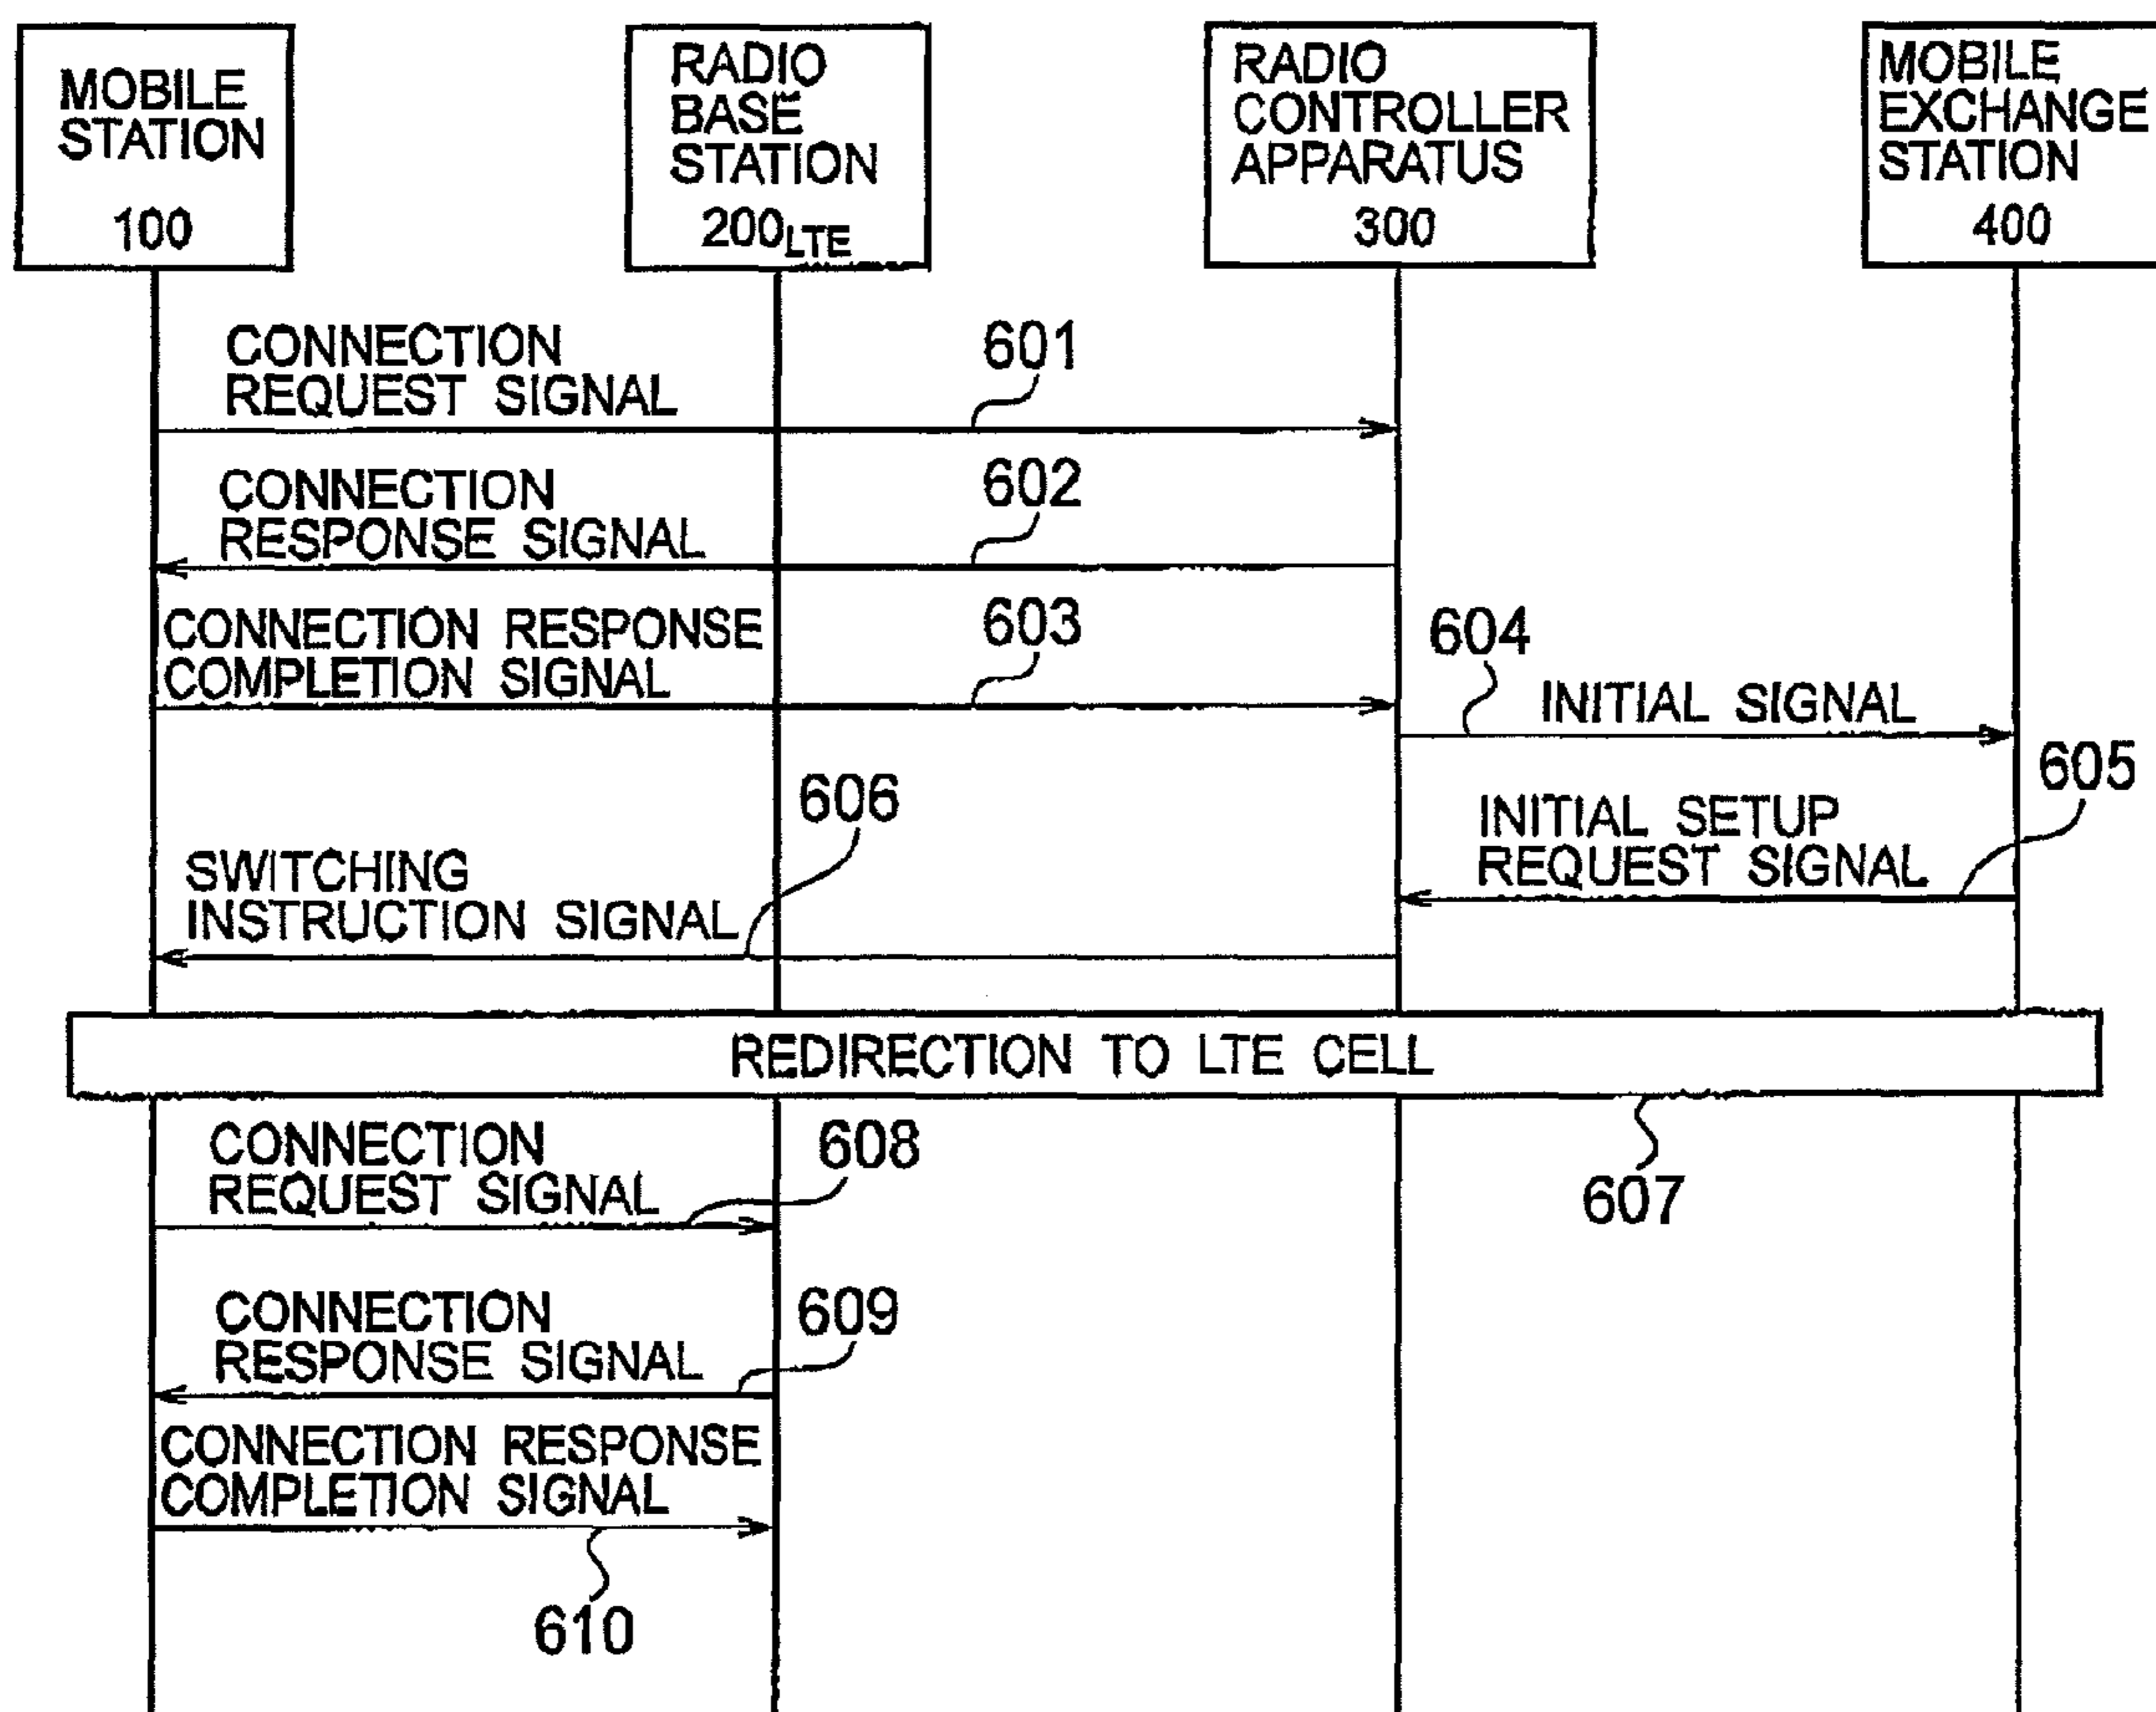 MOBILE
STATION
100
RADIO
BASE
STATION
200LTE
RADIO
CONTROLLER
APPARATUS
300
MOBILE
EXCHANGE
STATION
400
CONNECTION
REQUEST SIGNAL
601
CONNECTION
RESPONSE SIGNAL
602
CONNECTION RESPONSE
COMPLETION SIGNAL
603
604
INITIAL SIGNAL
605
INITIAL SETUP
REQUEST SIGNAL
606
SWITCHING
INSTRUCTION SIGNAL
REDIRECTION TO LTE CELL
607
CONNECTION
REQUEST SIGNAL
608
CONNECTION
RESPONSE SIGNAL
609
CONNECTION RESPONSE
COMPLETION SIGNAL
610